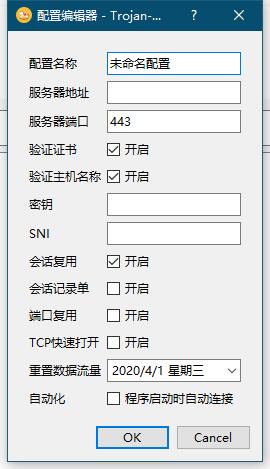 配置编辑器 - Trojan-... ?
配置名称 未命名配置
服务器地址
服务器端口 443
验证证书 开启
验证主机名称 开启
密钥
SNI
会话复用 开启
会话记录单 开启
端口复用 开启
TCP快速打开 开启
重置数据流量 2020/4/1 星期三
自动化 程序启动时自动连接
OK Cancel